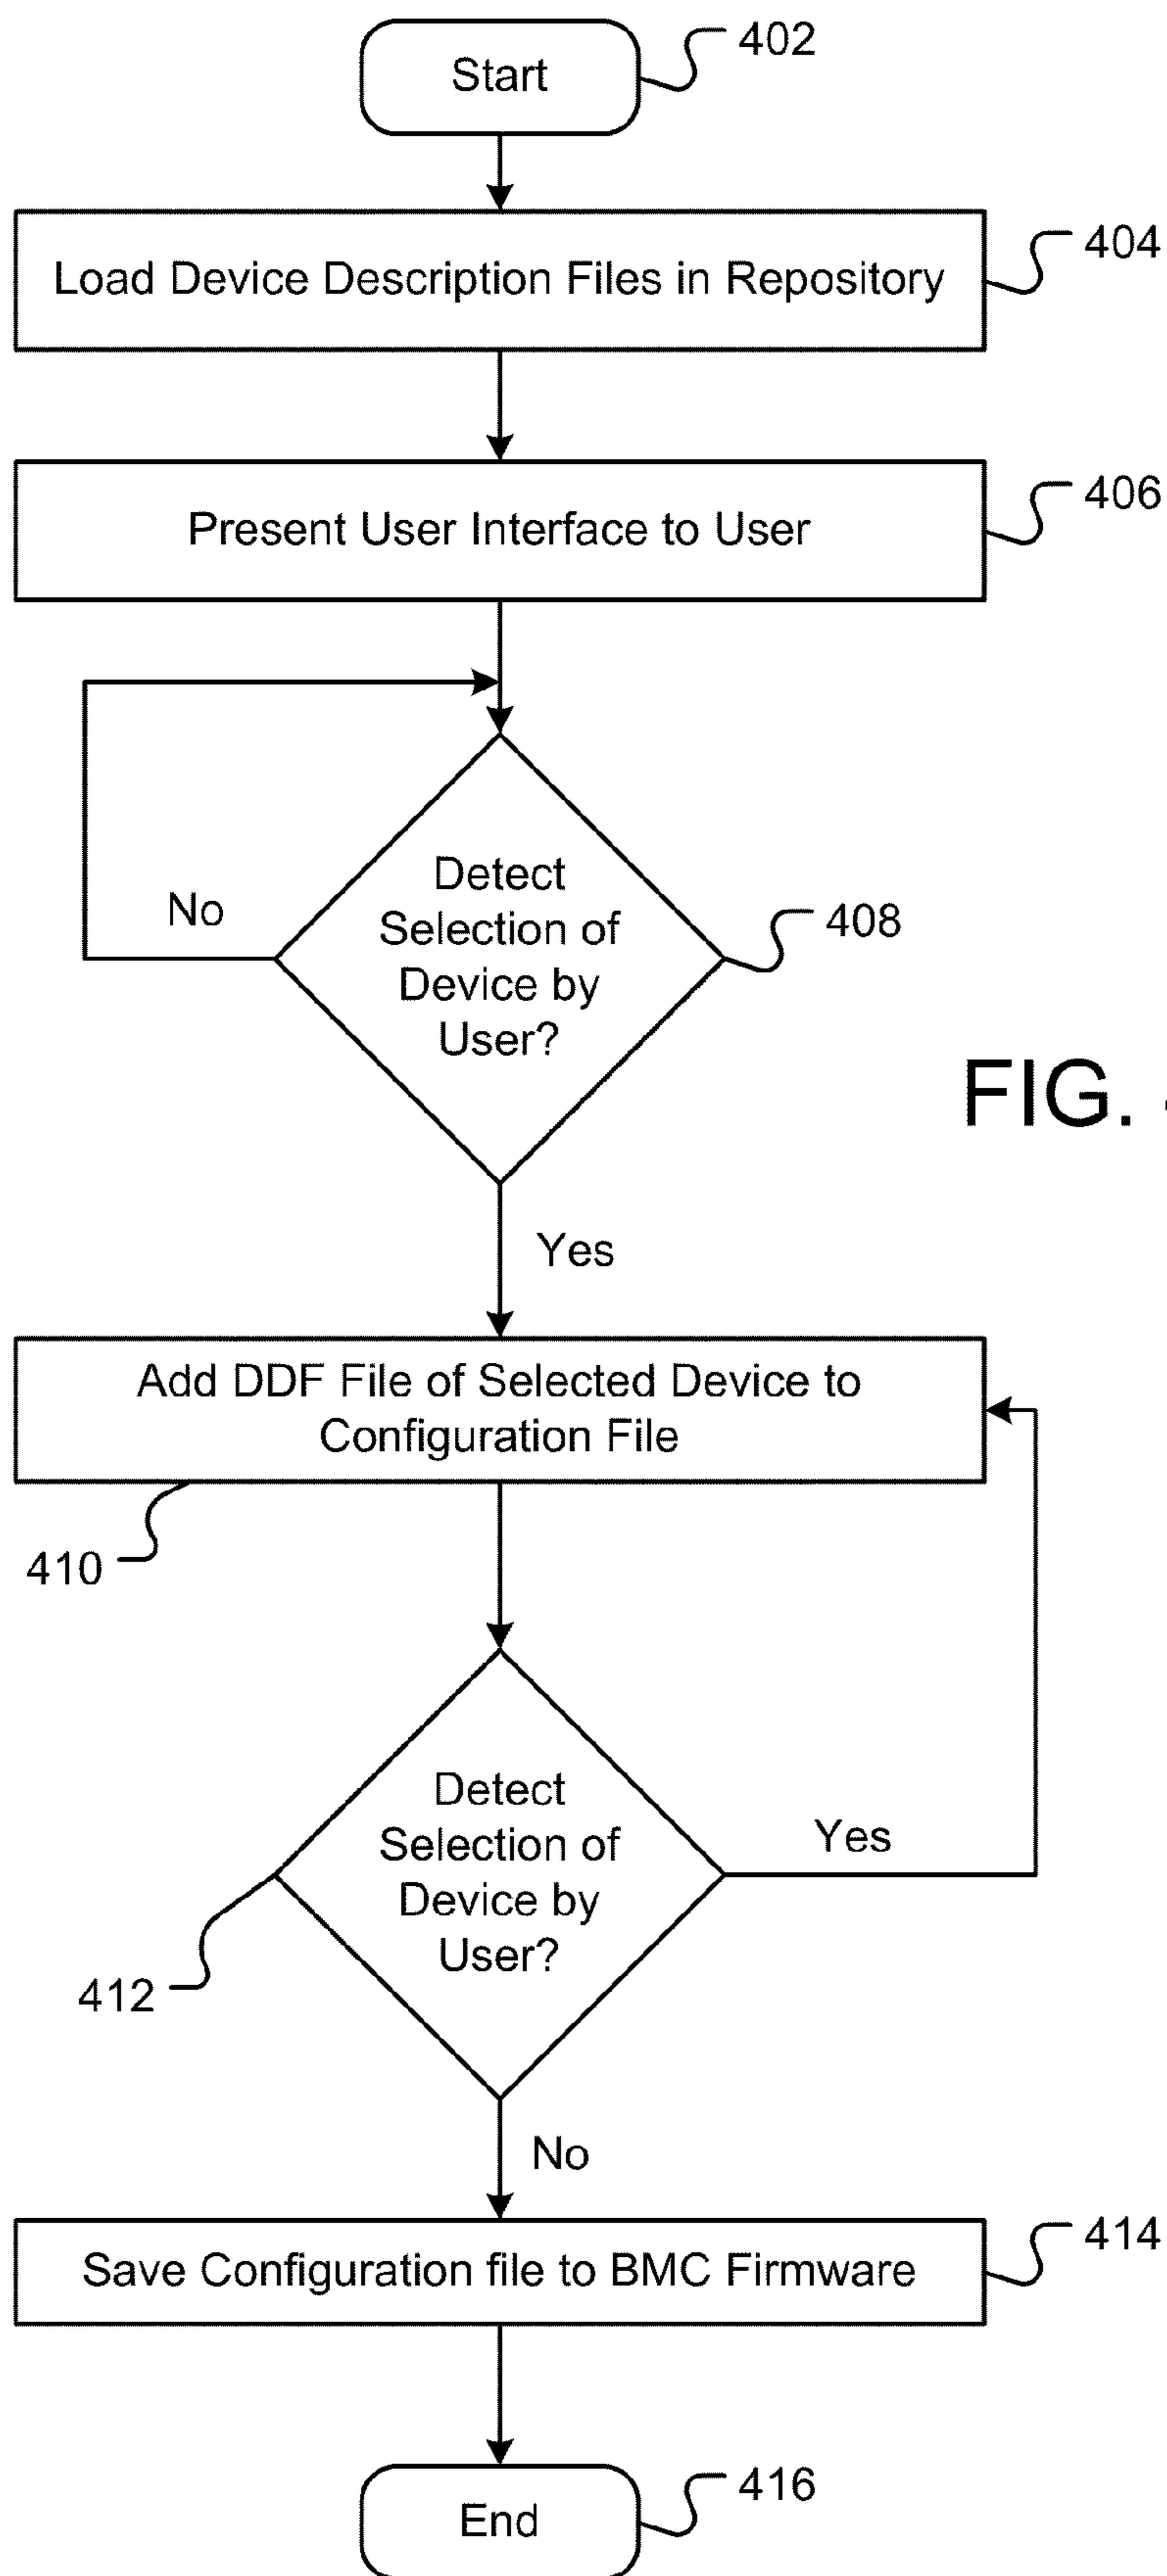 Start
402
Load Device Description Files in Repository
404
Present User Interface to User
406
Detect
Selection of
Device by
User?
408
No
FIG.
Yes
Add DDF File of Selected Device to
Configuration File
410
Detect
Selection of
Device by
User?
Yes
412
No
Save Configuration file to BMC Firmware
414
End
416